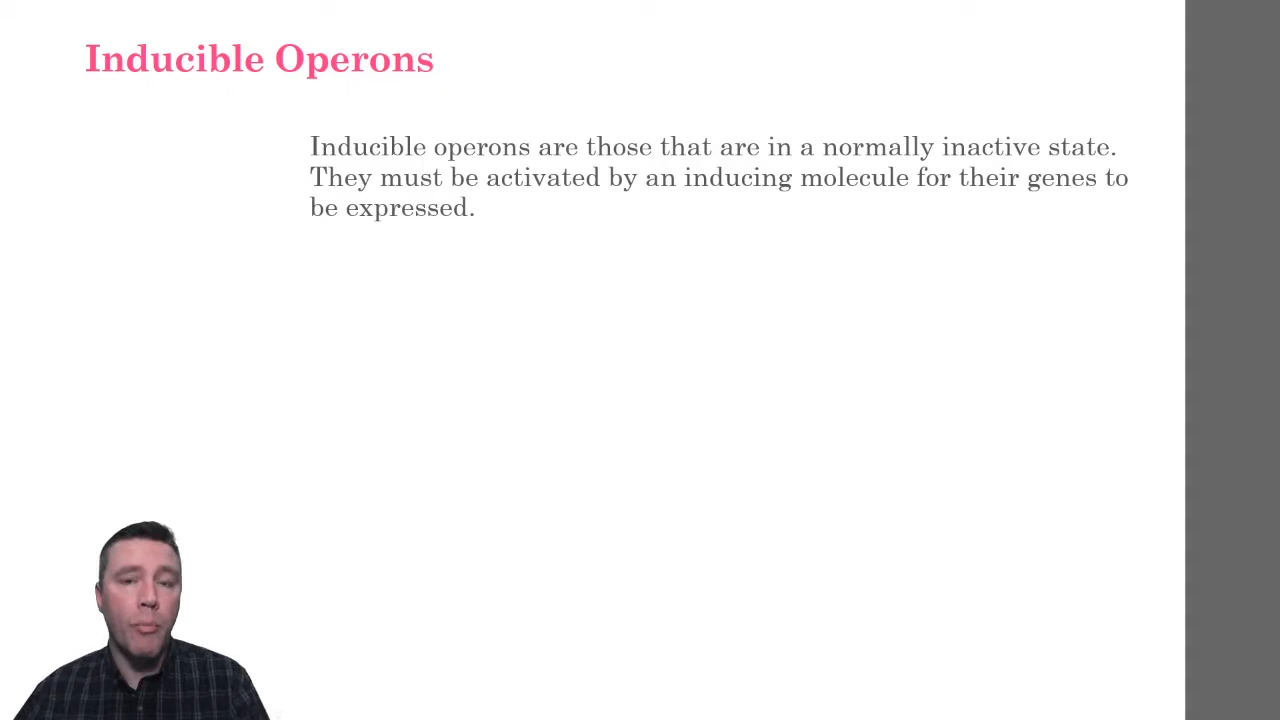 Inducible Operons
Inducible operons are those that are in a normally inactive state.
They must be activated by an inducing molecule for their genes to
be expressed.